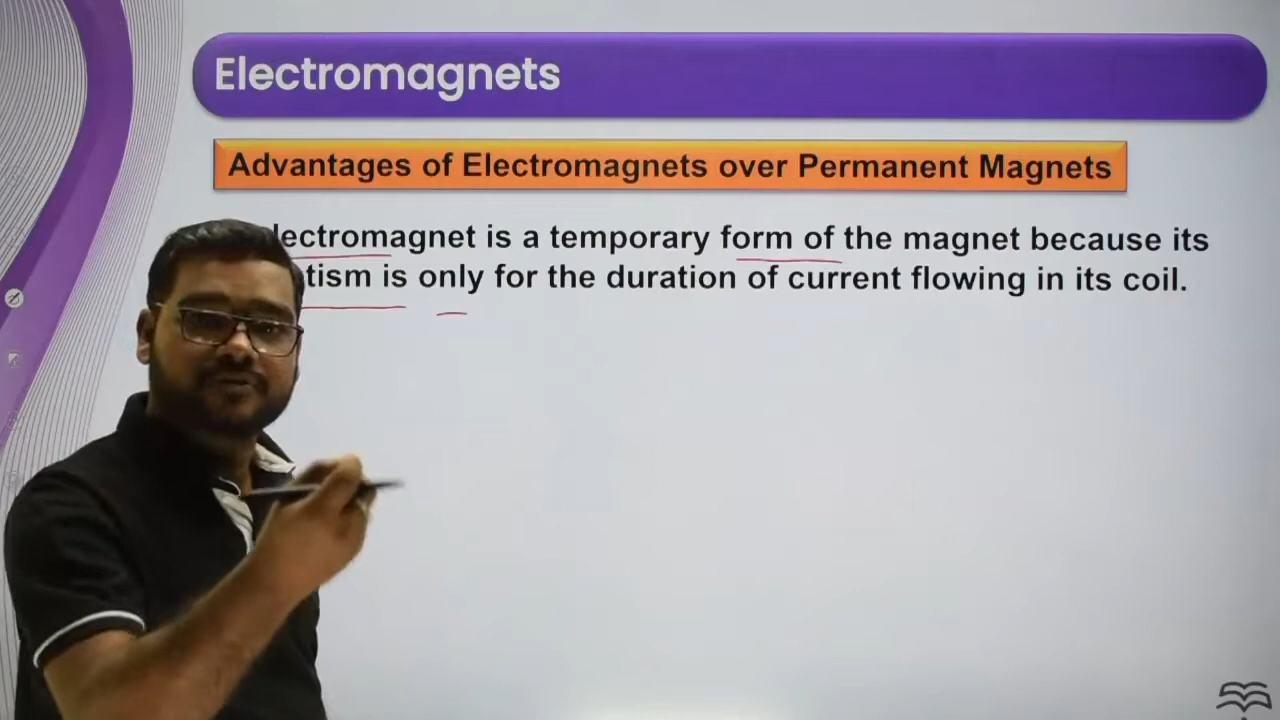 Electromagnets
Advantages of Electromagnets over Permanent Magnets
lectromagnet is a temporary form of the magnet because its
tism is only for the duration of current flowing in its coil.